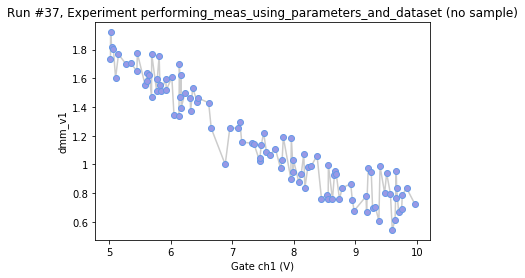 Run #37, Experiment performing_meas_using_parameters_and_dataset (no sample)
dmm_v1
1.8
1.6
1.4
1.2
1.0
0.8
0.6
5 6 7 8 9 10
Gate ch1 (V)